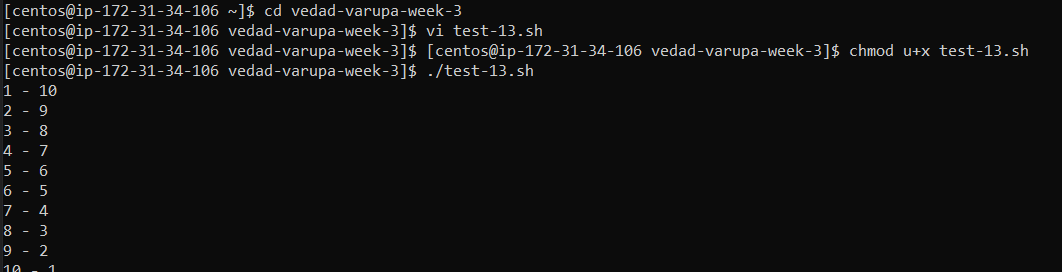 [centos@ip-172-31-34-106 ~]$ cd vedad-varupa-week-3
[centos@ip-172-31-34-106 vedad-varupa-week-3]$ vi test-13.sh
[centos@ip-172-31-34-106 vedad-varupa-week-3]$ [centos@ip-172-31-34-106 vedad-varupa-week-3]$ chmod u+x test-13.sh
[centos@ip-172-31-34-106 vedad-varupa-week-3]$ ./test-13.sh
1 - 10
2 - 9
3 - 8
4 - 7
5 - 6
6 - 5
7 - 4
8 - 3
9 - 2
10 - 1